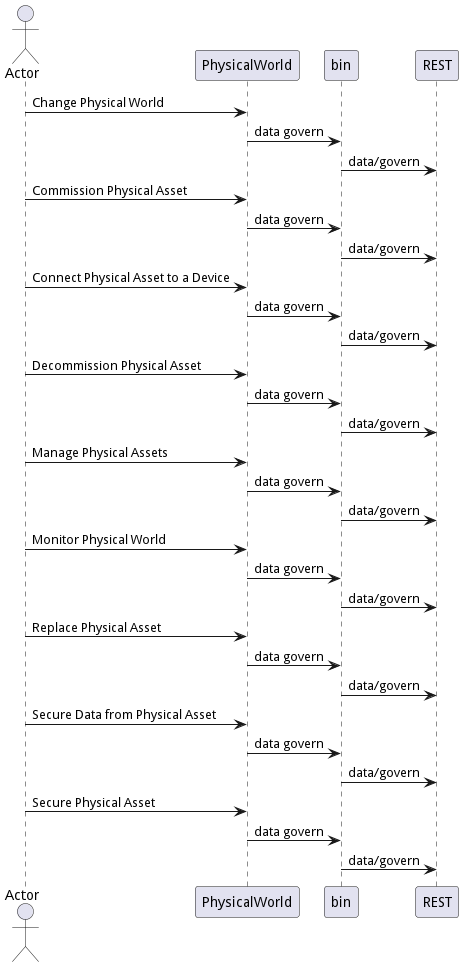 Actor
PhysicalWorld
bin
REST
Change Physical World
data govern
data/govern
Commission Physical Asset
data govern
data/govern
Connect Physical Asset to a Device
data govern
data/govern
Decommission Physical Asset
data govern
data/govern
Manage Physical Assets
data govern
data/govern
Monitor Physical World
data govern
data/govern
Replace Physical Asset
data govern
data/govern
Secure Data from Physical Asset
data govern
data/govern
Secure Physical Asset
data govern
data/govern
Actor
PhysicalWorld
bin
REST